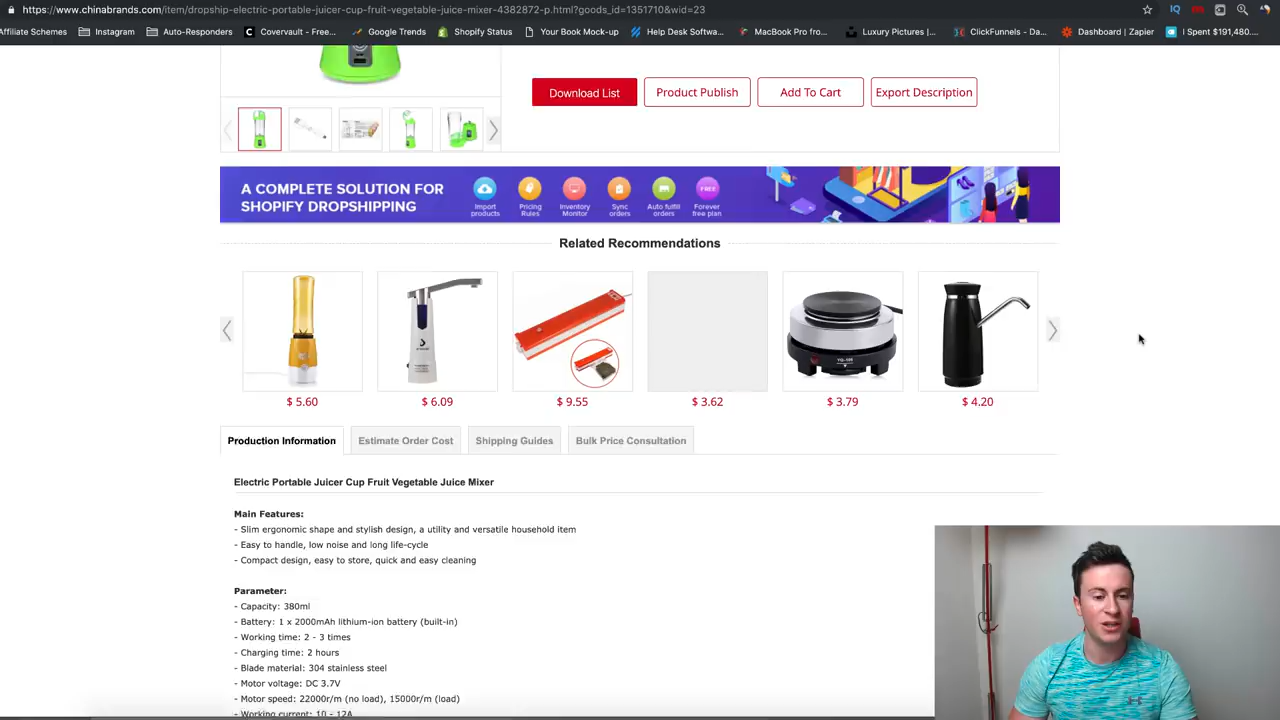 https://www.chinabrands.com/item/dropship-electric-portable-juicer-cup-fruit-vegetable-juice-mixer-4382872-p.html?goods_id=1351710&wid=23
Affiliate Schemes Instagram Auto-Responders Covervault - Free... Google Trends Shopify Status Your Book Mock-up Help Desk Softwa... MacBook Pro fro... Luxury Pictures |... ClickFunnels - Da... Dashboard | Zapier I Spent $191,480....
Download List Product Publish Add To Cart Export Description
A COMPLETE SOLUTION FOR
SHOPIFY DROPSHIPPING
Import products Pricing Rules Inventory Monitor Sync orders Auto fulfil orders FREE Forever free plan
Related Recommendations
$ 5.60 $ 6.09 $ 9.55 $ 3.62 $ 3.79 $ 4.20
Production Information Estimate Order Cost Shipping Guides Bulk Price Consultation
Electric Portable Juicer Cup Fruit Vegetable Juice Mixer
Main Features:
- Slim ergonomic shape and stylish design, a utility and versatile household item
- Easy to handle, low noise and long life-cycle
- Compact design, easy to store, quick and easy cleaning
Parameter:
- Capacity: 380ml
- Battery: 1 x 2000mAh lithium-ion battery (built-in)
- Working time: 2 - 3 times
- Charging time: 2 hours
- Blade material: 304 stainless steel
- Motor voltage: DC 3.7V
- Motor speed: 22000r/m (no load), 15000r/m (load)
- Working current: 10 - 12A